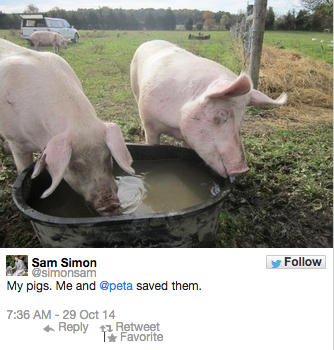 Sam Simon
@simonsam
Follow
My pigs. Me and @peta saved them.
7:36 AM - 29 Oct 14
Reply Retweet
Favorite